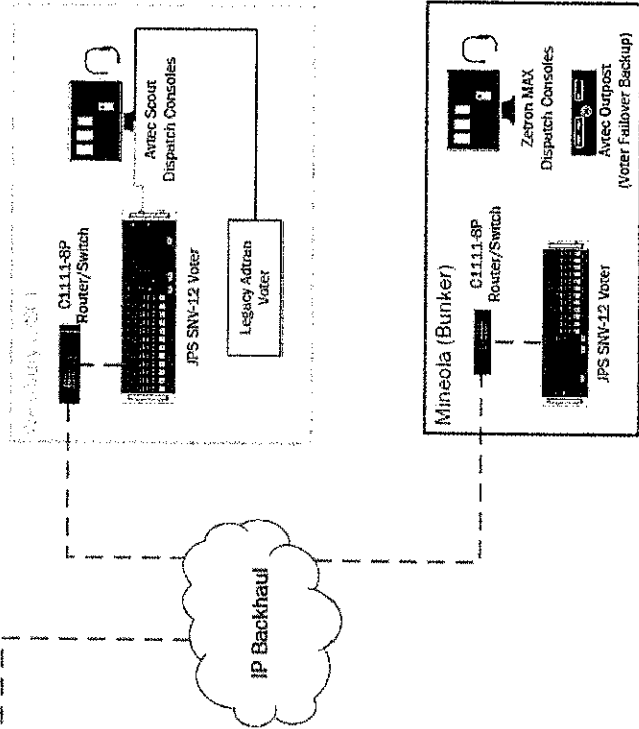 C1111-8P
Router/Switch
Avtec Scout
Dispatch Consoles
JPS SNV-12 Voter
Legacy Adtran
Voter
IP Backhaul
Mineola (Bunker)
C1111-8P
Router/Switch
Zetron MAX
Dispatch Consoles
JPS SNV-12 Voter
Avtec Outpost
(Voter Failover Backup)